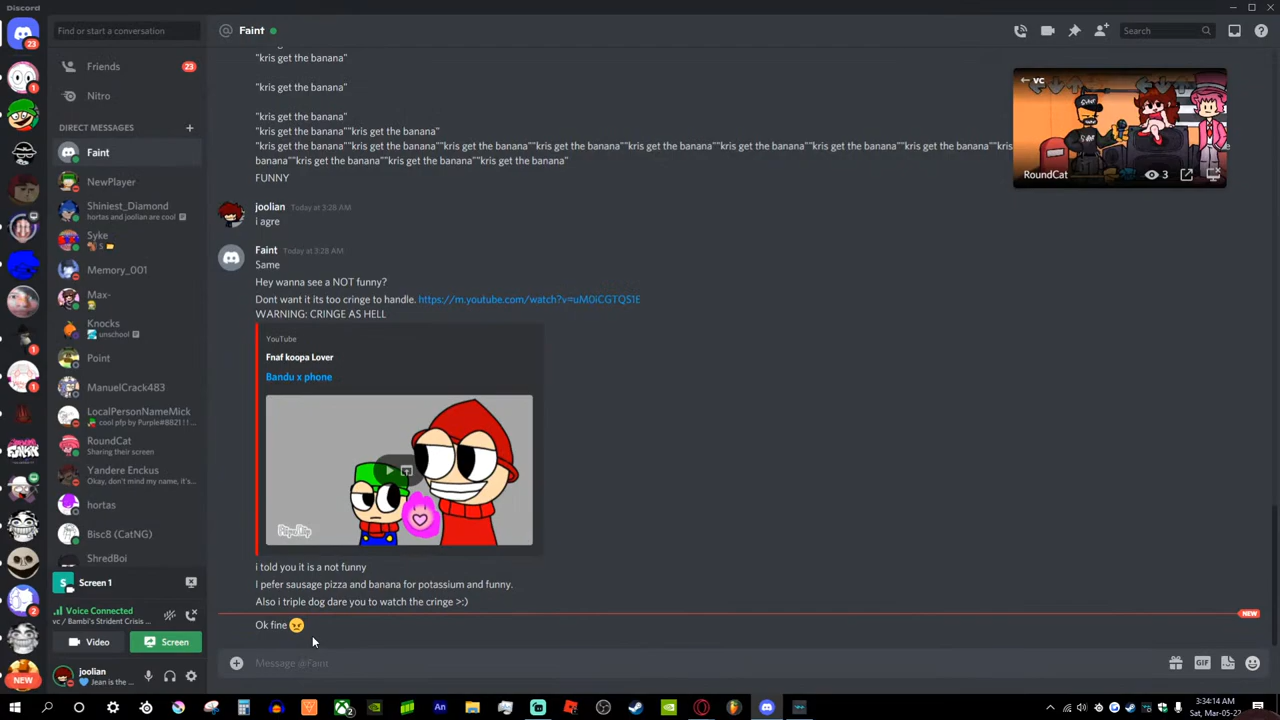 Discord
23
Find or start a conversation
Faint
Search
Friends
23
Nitro
DIRECT MESSAGES
Faint
NewPlayer
Shiniest_Diamond
hortas and joolian are cool
Syke
5
Memory_001
Max-
Knocks
unschool
Point
ManuelCrack483
LocalPersonNameMick
cool pfp by Purple#8821!! ...
RoundCat
Sharing their screen
Yandere Enckus
Okay, don't mind my name, it's...
hortas
Bisc8 (CatNG)
ShredBoi
Screen 1
Voice Connected
vc / Bambi's Strident Crisis ...
Video
Screen
joolian
Jean is the ...
1
1
1
2
NEW
"kris get the banana"
"kris get the banana"
"kris get the banana"
"kris get the banana""kris get the banana"
"kris get the banana""kris get the banana""kris get the banana""kris get the banana""kris get the banana""kris get the banana""kris get the banana""kris get the banana""kris
banana""kris get the banana""kris get the banana""kris get the banana"
FUNNY
joolian Today at 3:28 AM
i agre
Faint Today at 3:28 AM
Same
Hey wanna see a NOT funny?
Dont want it its too cringe to handle. https://m.youtube.com/watch?v=uM0iCGTQS1E
WARNING: CRINGE AS HELL
YouTube
Fnaf koopa Lover
Bandu x phone
i told you it is a not funny
I pefer sausage pizza and banana for potassium and funny.
Also i triple dog dare you to watch the cringe >:)
NEW
Ok fine
Message @Faint
GIF
vc
RoundCat
3
An
3:34:14 AM
Sat, Mar-05-22